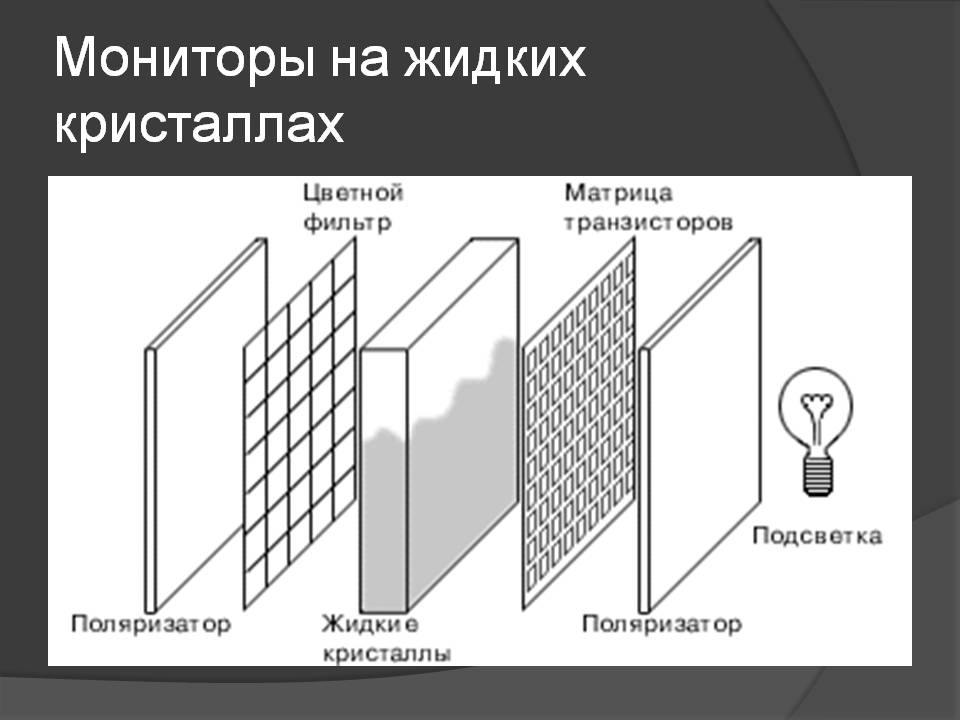 Мониторы на жидких
кристаллах
Цветной
фильтр
Матрица
транзисторов
Подсветка
Поляризатор
Жидкие
кристаллы
Поляризатор